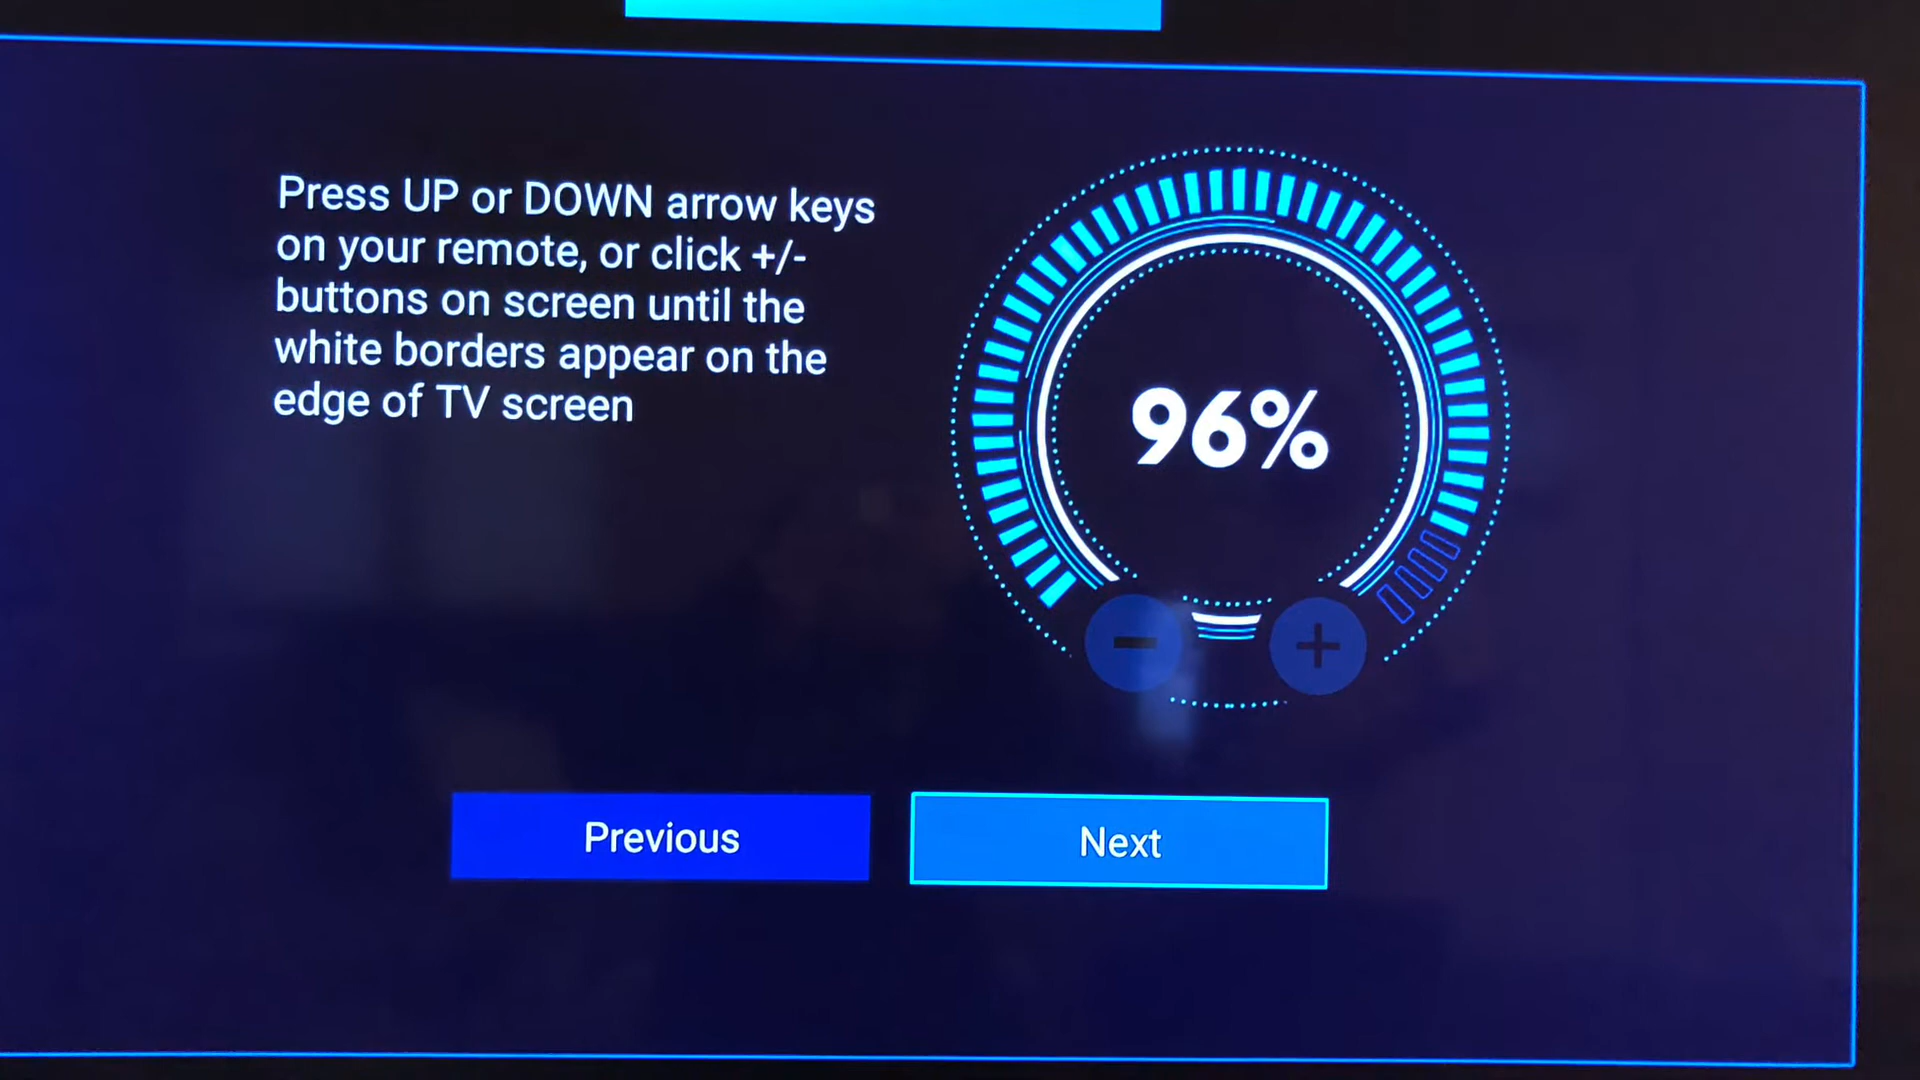 Press UP or DOWN arrow keys
on your remote, or click +/-
buttons on screen until the
white borders appear on the
edge of TV screen
96%
Previous
Next